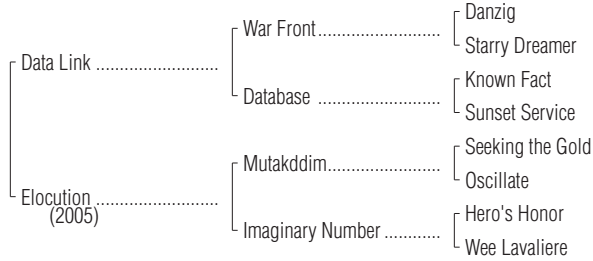 Danzig
War Front
Starry Dreamer
Data Link
Known Fact
Database
Sunset Service
Seeking the Gold
Mutakddim
Oscillate
Elocution
(2005)
Hero's Honor
Imaginary Number
Wee Lavaliere